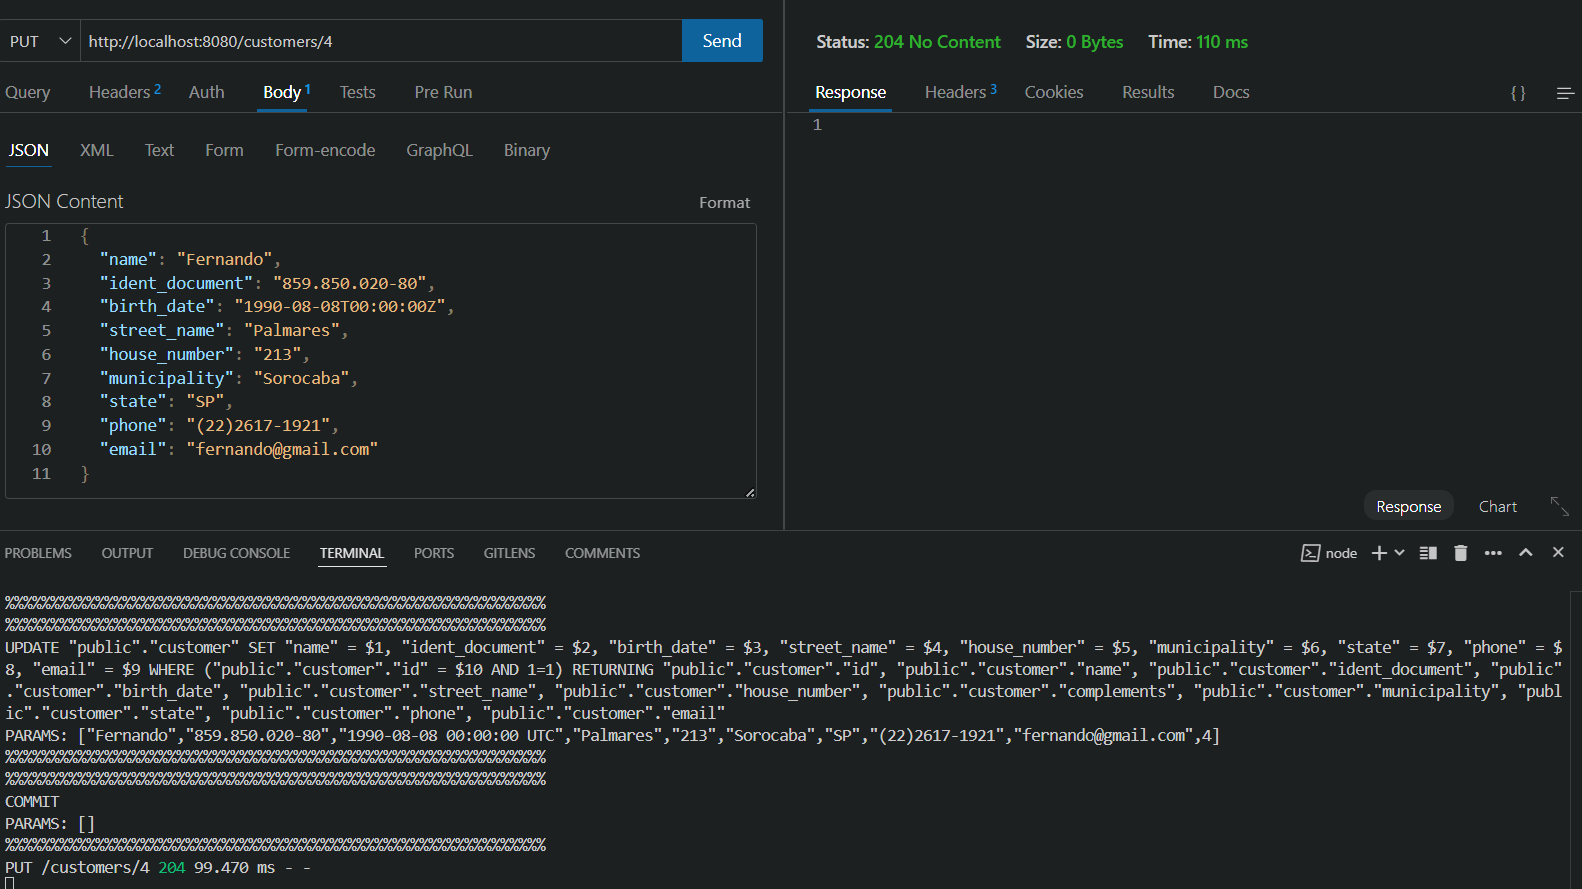 PUT http://localhost:8080/customers/4 Send
Status: 204 No Content Size: 0 Bytes Time: 110 ms
Query Headers 2 Auth Body 1 Tests Pre Run
Response Headers 3 Cookies Results Docs { }
JSON XML Text Form Form-encode GraphQL Binary
1
JSON Content Format
1 {
2 "name": "Fernando",
3 "ident_document": "859.850.020-80",
4 "birth_date": "1990-08-08T00:00:00Z",
5 "street_name": "Palmares",
6 "house_number": "213",
7 "municipality": "Sorocaba",
8 "state": "SP",
9 "phone": "(22)2617-1921",
10 "email": "fernando@gmail.com"
11 }
Response Chart
PROBLEMS OUTPUT DEBUG CONSOLE TERMINAL PORTS GITLENS COMMENTS node
%%%%%%%%%%%%%%%%%%%%%%%%%%%%%%%%%%%%%%%%%%%%%%%%%%%%%%%%%%%%
%%%%%%%%%%%%%%%%%%%%%%%%%%%%%%%%%%%%%%%%%%%%%%%%%%%%%%%%%%%%
UPDATE "public"."customer" SET "name" = $1, "ident_document" = $2, "birth_date" = $3, "street_name" = $4, "house_number" = $5, "municipality" = $6, "state" = $7, "phone" = $
8, "email" = $9 WHERE ("public"."customer"."id" = $10 AND 1=1) RETURNING "public"."customer"."id", "public"."customer"."name", "public"."customer"."ident_document", "public"
."customer"."birth_date", "public"."customer"."street_name", "public"."customer"."house_number", "public"."customer"."complements", "public"."customer"."municipality", "publ
ic"."customer"."state", "public"."customer"."phone", "public"."customer"."email"
PARAMS: ["Fernando","859.850.020-80","1990-08-08 00:00:00 UTC","Palmares","213","Sorocaba","SP","(22)2617-1921","fernando@gmail.com",4]
%%%%%%%%%%%%%%%%%%%%%%%%%%%%%%%%%%%%%%%%%%%%%%%%%%%%%%%%%%%%
%%%%%%%%%%%%%%%%%%%%%%%%%%%%%%%%%%%%%%%%%%%%%%%%%%%%%%%%%%%%
COMMIT
PARAMS: []
%%%%%%%%%%%%%%%%%%%%%%%%%%%%%%%%%%%%%%%%%%%%%%%%%%%%%%%%%%%%
PUT /customers/4 204 99.470 ms - -